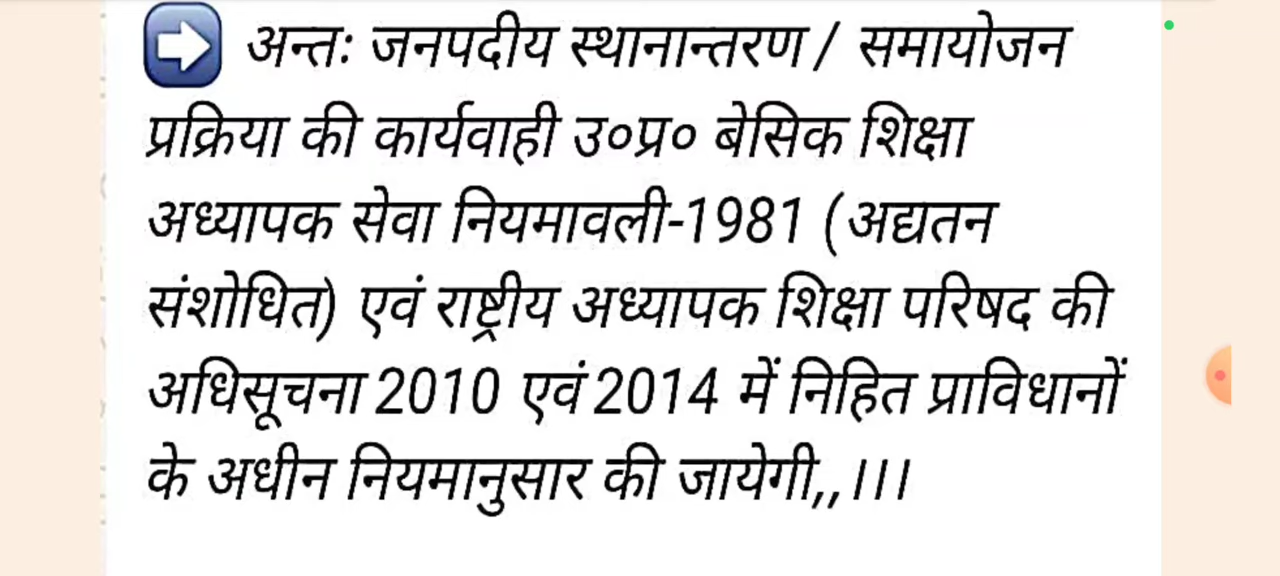 ➡ अन्तः जनपदीय स्थानान्तरण/ समायोजन
प्रक्रिया की कार्यवाही उ०प्र० बेसिक शिक्षा
अध्यापक सेवा नियमावली-1981 (अद्यतन
संशोधित) एवं राष्ट्रीय अध्यापक शिक्षा परिषद की
अधिसूचना 2010 एवं 2014 में निहित प्राविधानों
के अधीन नियमानुसार की जायेगी,,।।।